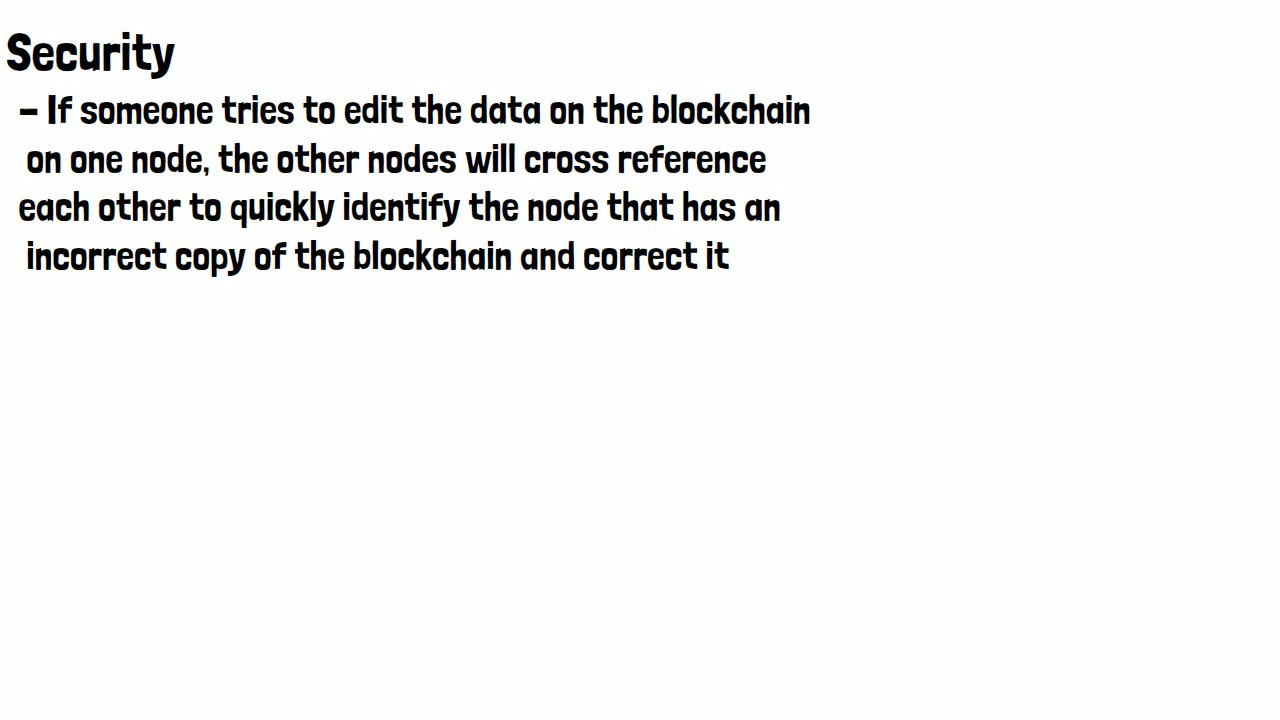 Security
– If someone tries to edit the data on the blockchain
on one node, the other nodes will cross reference
each other to quickly identify the node that has an
incorrect copy of the blockchain and correct it